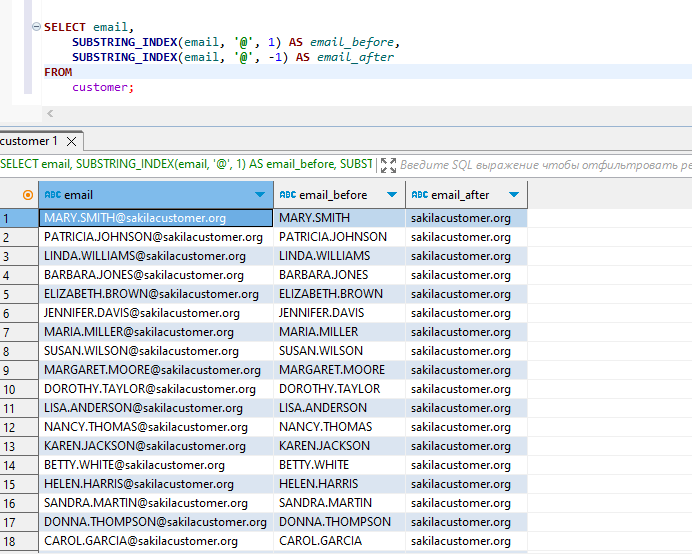 SELECT email,
SUBSTRING_INDEX(email, '@', 1) AS email_before,
SUBSTRING_INDEX(email, '@', -1) AS email_after
FROM
customer;
customer 1
SELECT email, SUBSTRING_INDEX(email, '@', 1) AS email_before, SUBST
Введите SQL выражение чтобы отфильтровать ре
ABC email ABC email_before ABC email_after
1 MARY.SMITH@sakilacustomer.org MARY.SMITH sakilacustomer.org
2 PATRICIA.JOHNSON@sakilacustomer.org PATRICIA.JOHNSON sakilacustomer.org
3 LINDA.WILLIAMS@sakilacustomer.org LINDA.WILLIAMS sakilacustomer.org
4 BARBARA.JONES@sakilacustomer.org BARBARA.JONES sakilacustomer.org
5 ELIZABETH.BROWN@sakilacustomer.org ELIZABETH.BROWN sakilacustomer.org
6 JENNIFER.DAVIS@sakilacustomer.org JENNIFER.DAVIS sakilacustomer.org
7 MARIA.MILLER@sakilacustomer.org MARIA.MILLER sakilacustomer.org
8 SUSAN.WILSON@sakilacustomer.org SUSAN.WILSON sakilacustomer.org
9 MARGARET.MOORE@sakilacustomer.org MARGARET.MOORE sakilacustomer.org
10 DOROTHY.TAYLOR@sakilacustomer.org DOROTHY.TAYLOR sakilacustomer.org
11 LISA.ANDERSON@sakilacustomer.org LISA.ANDERSON sakilacustomer.org
12 NANCY.THOMAS@sakilacustomer.org NANCY.THOMAS sakilacustomer.org
13 KAREN.JACKSON@sakilacustomer.org KAREN.JACKSON sakilacustomer.org
14 BETTY.WHITE@sakilacustomer.org BETTY.WHITE sakilacustomer.org
15 HELEN.HARRIS@sakilacustomer.org HELEN.HARRIS sakilacustomer.org
16 SANDRA.MARTIN@sakilacustomer.org SANDRA.MARTIN sakilacustomer.org
17 DONNA.THOMPSON@sakilacustomer.org DONNA.THOMPSON sakilacustomer.org
18 CAROL.GARCIA@sakilacustomer.org CAROL.GARCIA sakilacustomer.org